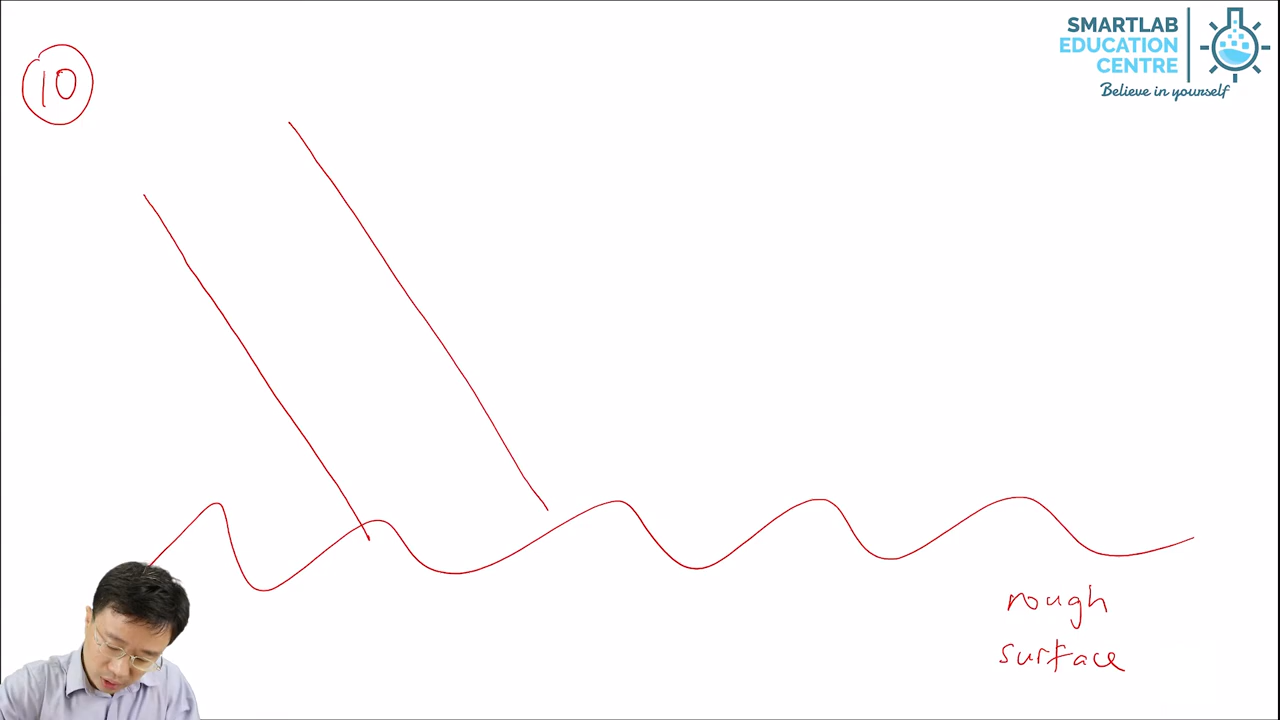 10
SMARTLAB
EDUCATION
CENTRE
Believe in yourself
rough
surface